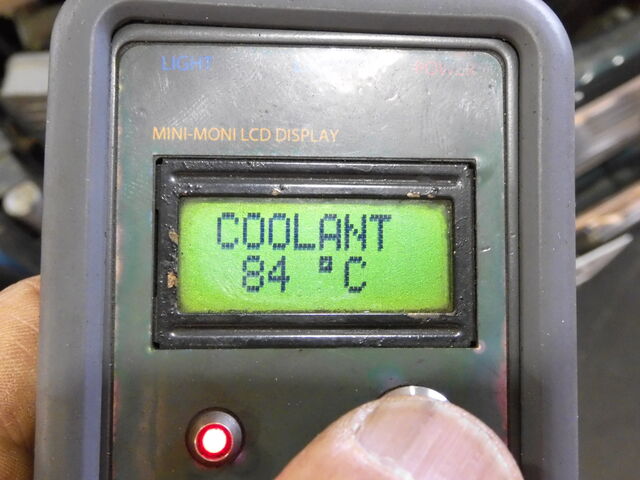 LIGHT
MINI-MONI LCD DISPLAY
COOLANT
84 °C